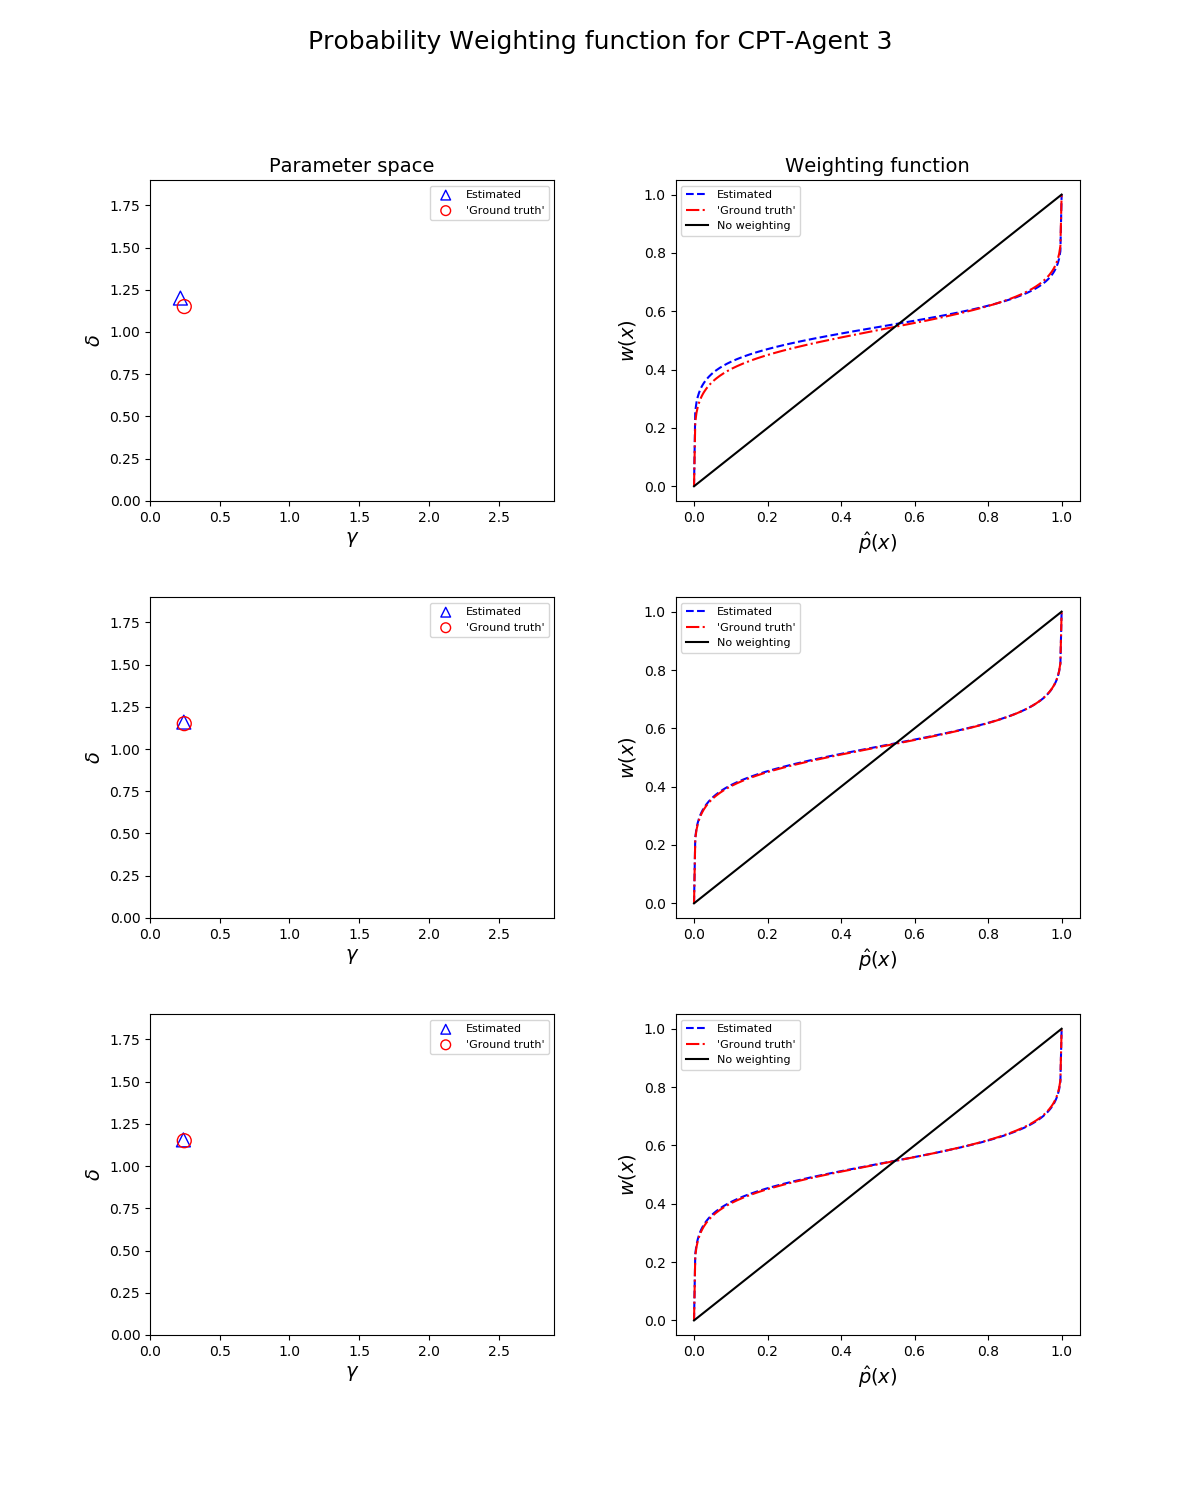 Probability Weighting function for CPT-Agent 3
Parameter space
1.75
1.50
1.25
1.00
0.75
0.50
0.25
0.00
δ
0.0 0.5 1.0 1.5 2.0 2.5
γ
Estimated
'Ground truth'
Weighting function
1.0
0.8
0.6
0.4
0.2
0.0
w(x)
0.0 0.2 0.4 0.6 0.8 1.0
p̂(x)
Estimated
'Ground truth'
No weighting
1.75
1.50
1.25
1.00
0.75
0.50
0.25
0.00
δ
0.0 0.5 1.0 1.5 2.0 2.5
γ
Estimated
'Ground truth'
1.0
0.8
0.6
0.4
0.2
0.0
w(x)
0.0 0.2 0.4 0.6 0.8 1.0
p̂(x)
Estimated
'Ground truth'
No weighting
1.75
1.50
1.25
1.00
0.75
0.50
0.25
0.00
δ
0.0 0.5 1.0 1.5 2.0 2.5
γ
Estimated
'Ground truth'
1.0
0.8
0.6
0.4
0.2
0.0
w(x)
0.0 0.2 0.4 0.6 0.8 1.0
p̂(x)
Estimated
'Ground truth'
No weighting